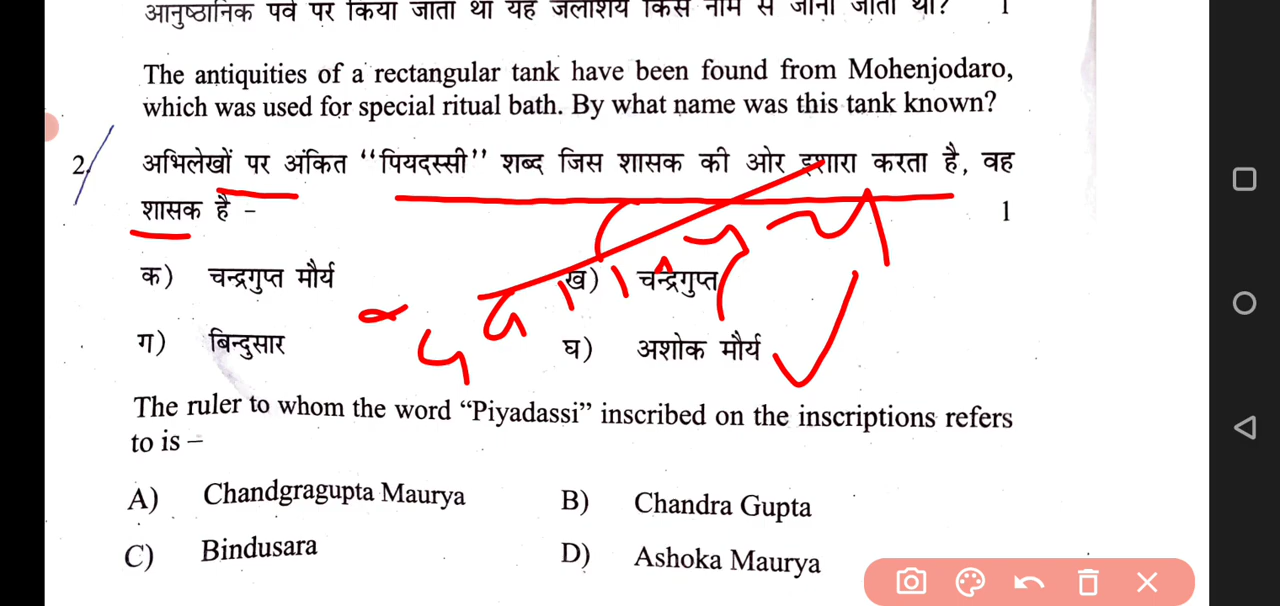 आनुष्ठानिक पर्व पर किया जाता था यह जलाशय किस नाम से जाना जाता था? 1
The antiquities of a rectangular tank have been found from Mohenjodaro,
which was used for special ritual bath. By what name was this tank known?
2. अभिलेखों पर अंकित “पियदस्सी” शब्द जिस शासक की ओर इशारा करता है, वह
शासक है – 1
क) चन्द्रगुप्त मौर्य ख) चन्द्रगुप्त
ग) बिन्दुसार घ) अशोक मौर्य
The ruler to whom the word “Piyadassi” inscribed on the inscriptions refers
to is –
A) Chandgragupta Maurya B) Chandra Gupta
C) Bindusara D) Ashoka Maurya